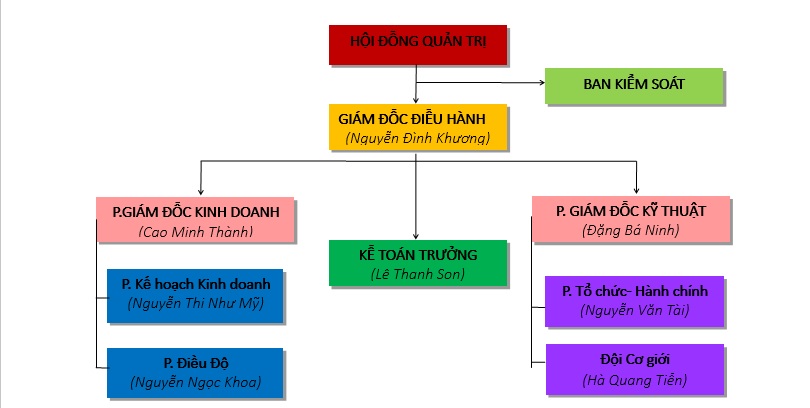 HỘI ĐỒNG QUẢN TRỊ
BAN KIỂM SOÁT
GIÁM ĐỐC ĐIỀU HÀNH
(Nguyễn Đình Khương)
P.GIÁM ĐỐC KINH DOANH
(Cao Minh Thành)
P. GIÁM ĐỐC KỸ THUẬT
(Đặng Bá Ninh)
KẾ TOÁN TRƯỞNG
(Lê Thanh Sơn)
P. Kế hoạch Kinh doanh
(Nguyễn Thi Như Mỹ)
P. Tổ chức- Hành chính
(Nguyễn Văn Tài)
P. Điều Độ
(Nguyễn Ngọc Khoa)
Đội Cơ giới
(Hà Quang Tiến)